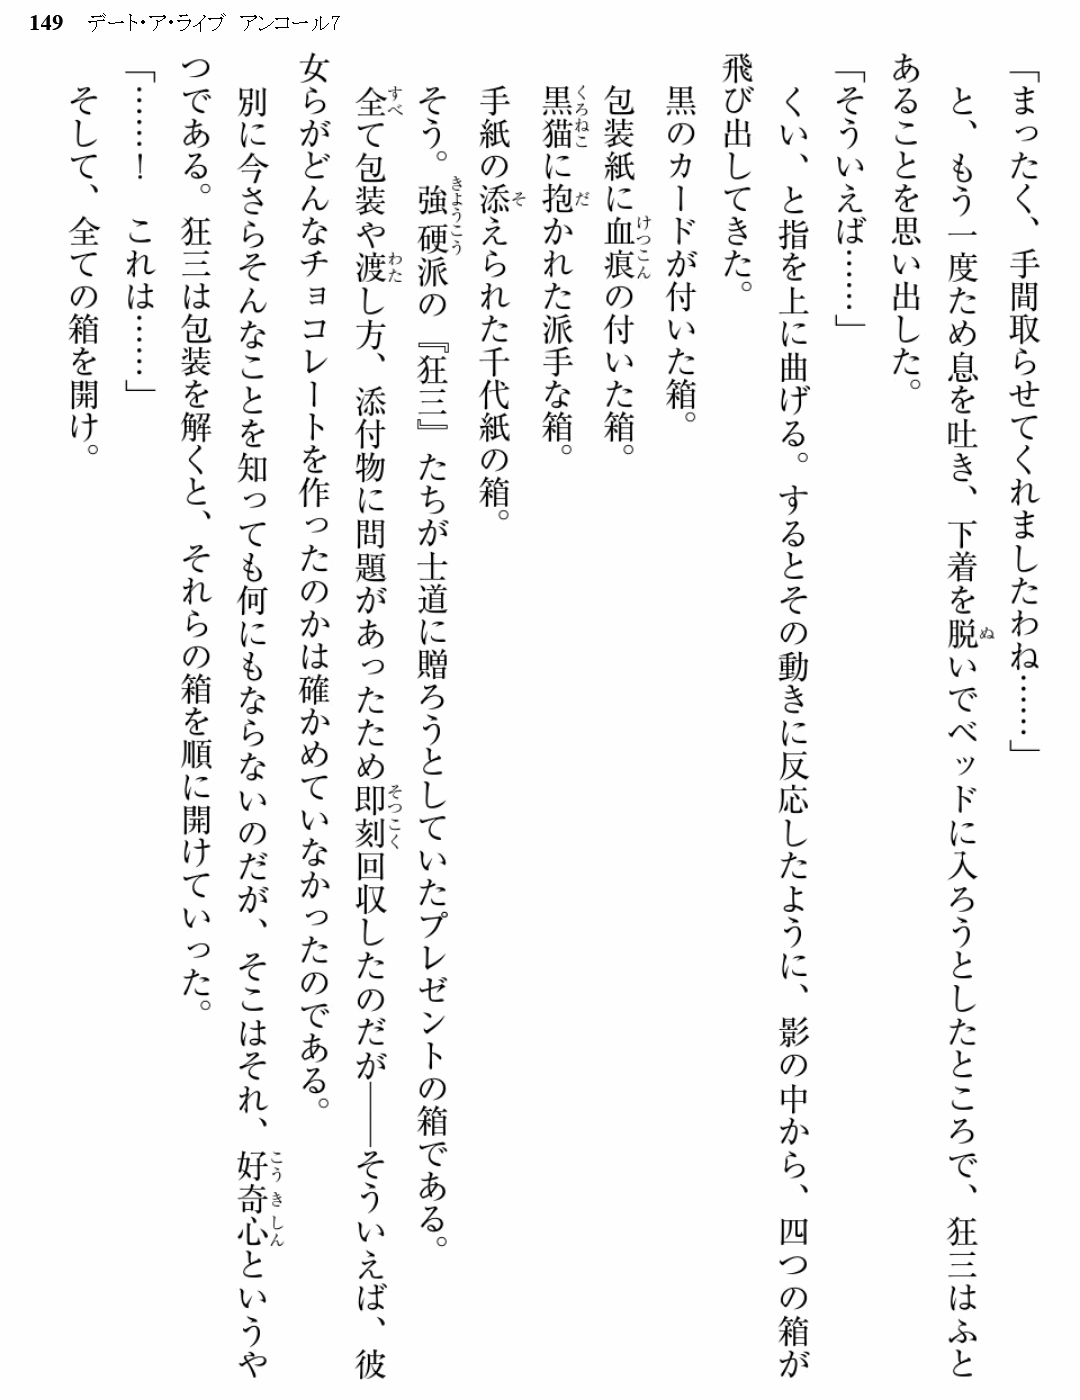 149 デート・ア・ライブ アンコール7
「まったく、手間取らせてくれましたわね……」
と、もう一度ため息を吐き、下着を脱いでベッドに入ろうとしたところで、狂三はふと
あることを思い出した。
「そういえば……」
くい、と指を上に曲げる。するとその動きに反応したように、影の中から、四つの箱が
飛び出してきた。
黒のカードが付いた箱。
包装紙に血痕の付いた箱。
黒猫に抱かれた派手な箱。
手紙の添えられた千代紙の箱。
そう。強硬派の『狂三』たちが士道に贈ろうとしていたプレゼントの箱である。
全て包装や渡し方、添付物に問題があったため即刻回収したのだが――そういえば、彼
女らがどんなチョコレートを作ったのかは確かめていなかったのである。
別に今さらそんなことを知っても何にもならないのだが、そこはそれ、好奇心というや
つである。狂三は包装を解くと、それらの箱を順に開けていった。
「……！　これは……」
そして、全ての箱を開け。